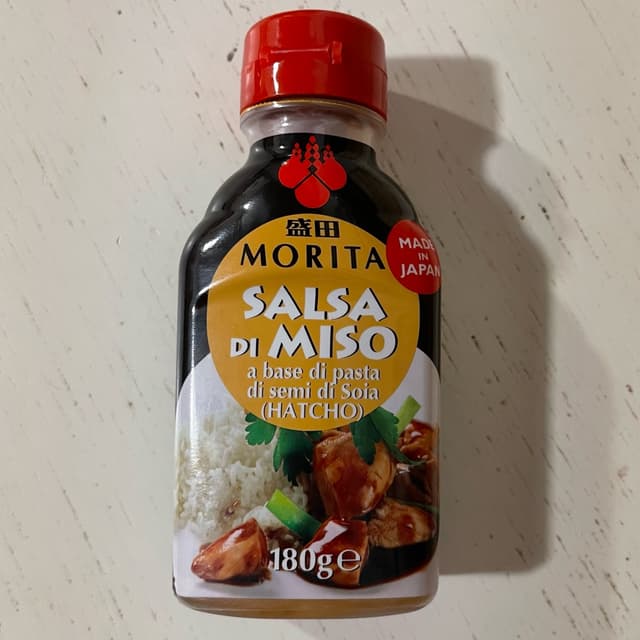 盛田
MORITA
MADE
IN
JAPAN
SALSA
DI MISO
a base di pasta
di semi di Soia
(HATCHO)
180g℮